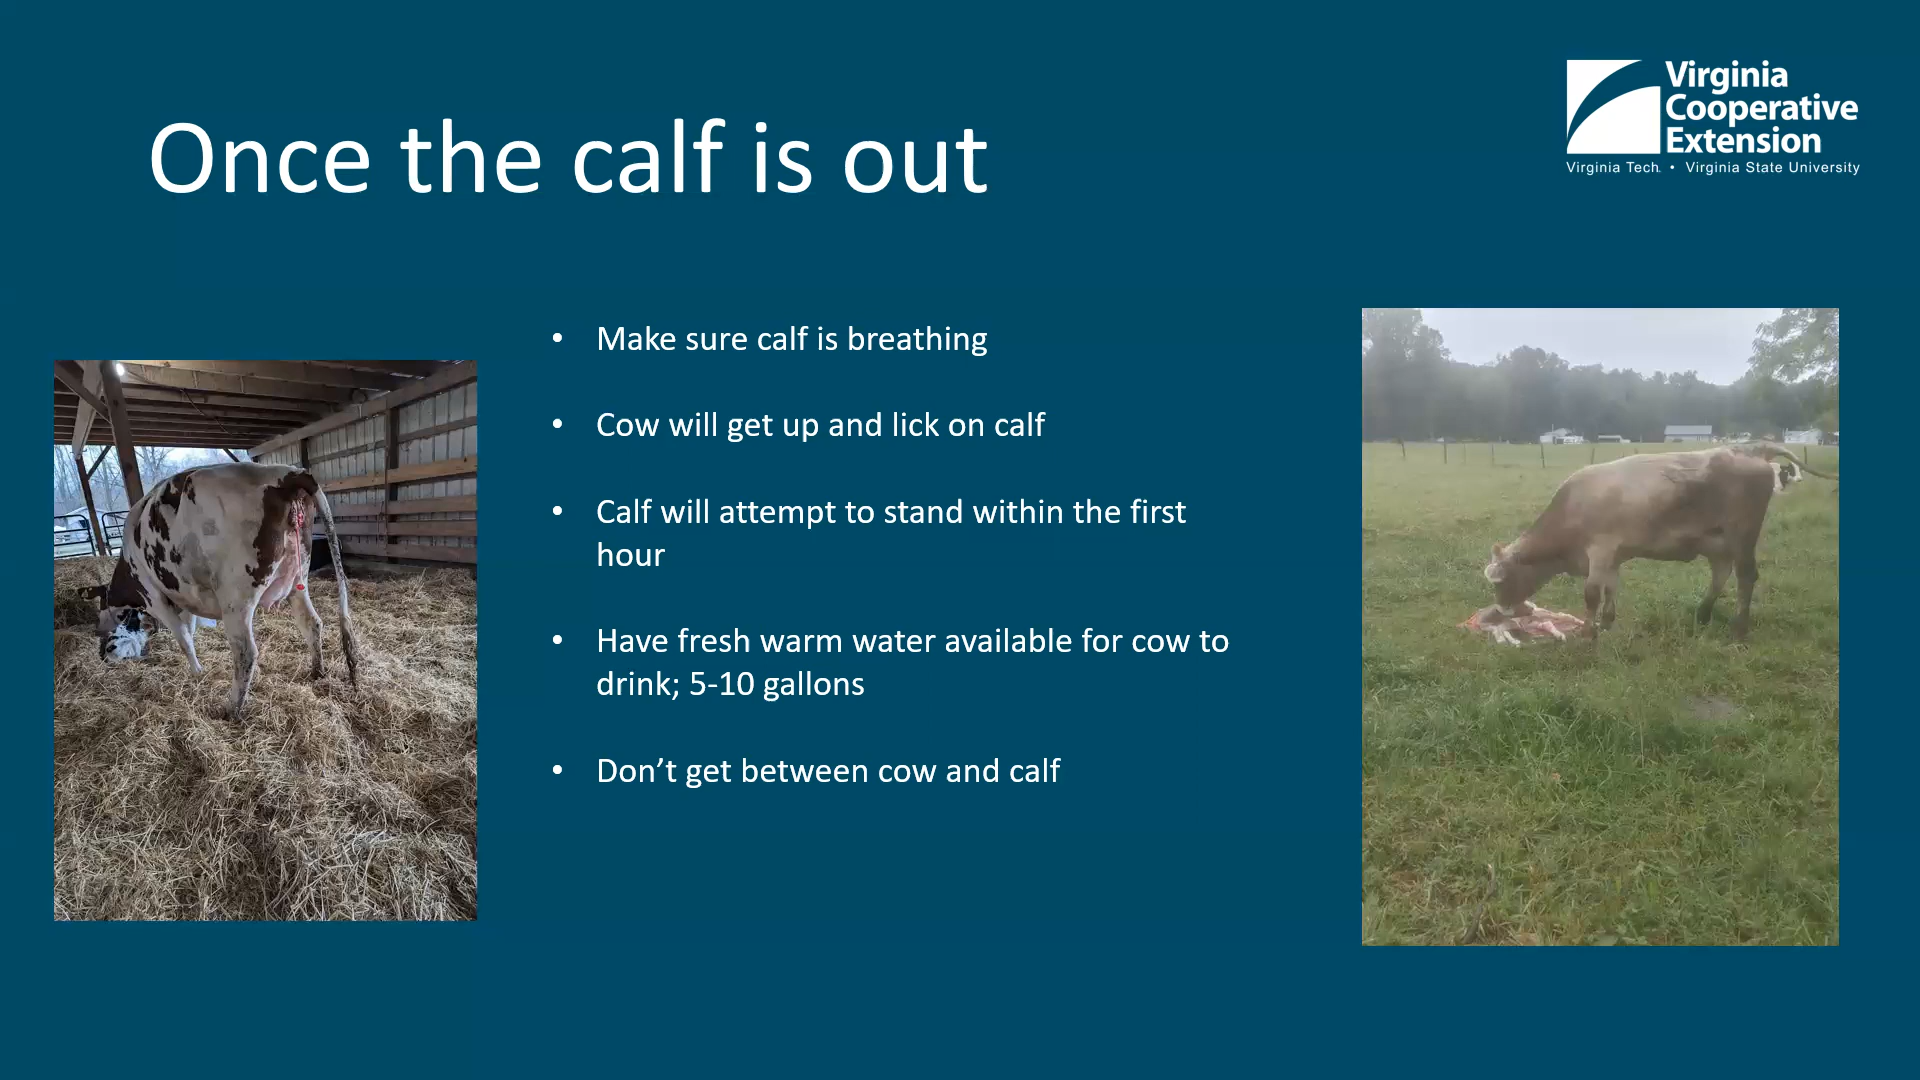 Virginia
Cooperative
Extension
Virginia Tech. • Virginia State University
Once the calf is out
• Make sure calf is breathing
• Cow will get up and lick on calf
• Calf will attempt to stand within the first
hour
• Have fresh warm water available for cow to
drink; 5-10 gallons
• Don’t get between cow and calf